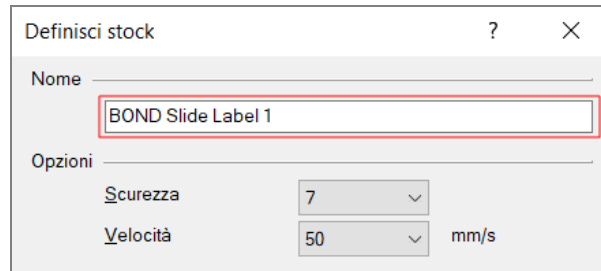 Definisci stock ?
Nome
BOND Slide Label 1
Opzioni
Scurezza 7
Velocità 50 mm/s